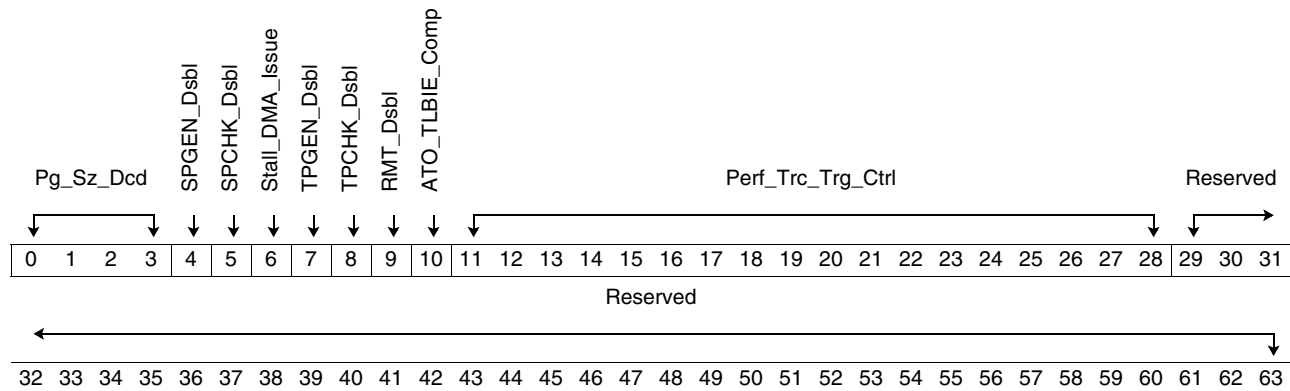 SPGEN_Dsbl
SPCHK_Dsbl
Stall_DMA_Issue
TPGEN_Dsbl
TPCHK_Dsbl
RMT_Dsbl
ATO_TLBIE_Comp
Pg_Sz_Dcd
Perf_Trc_Trg_Ctrl
Reserved
0 1 2 3 4 5 6 7 8 9 10 11 12 13 14 15 16 17 18 19 20 21 22 23 24 25 26 27 28 29 30 31
Reserved
32 33 34 35 36 37 38 39 40 41 42 43 44 45 46 47 48 49 50 51 52 53 54 55 56 57 58 59 60 61 62 63